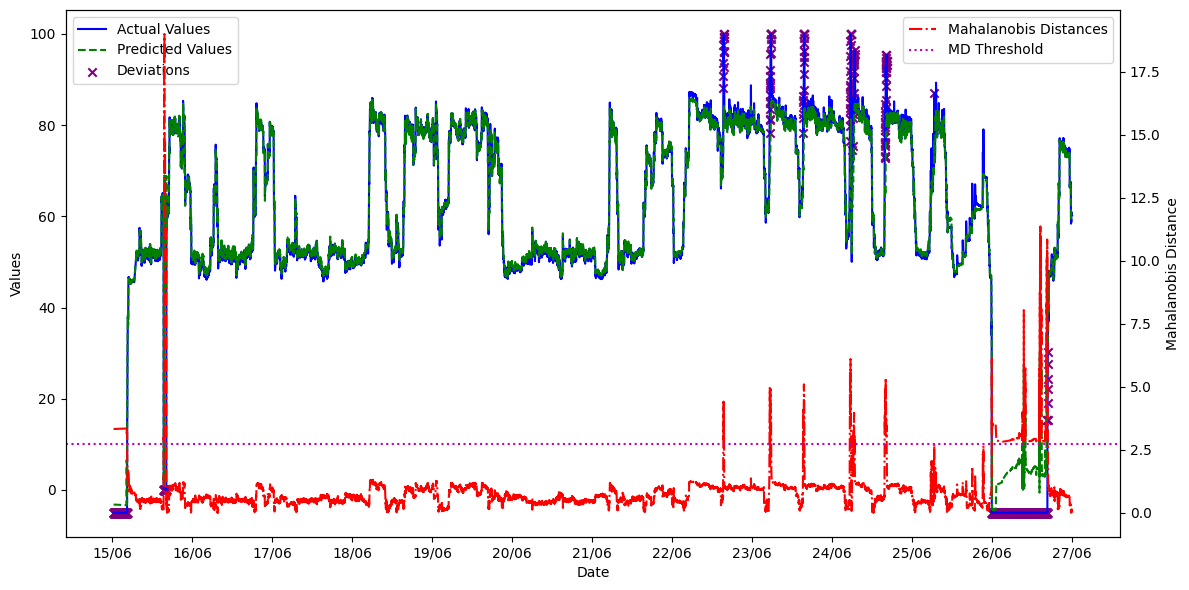 Actual Values
Predicted Values
Deviations
Mahalanobis Distances
MD Threshold
100
80
60
40
20
0
Values
17.5
15.0
12.5
10.0
7.5
5.0
2.5
0.0
Mahalanobis Distance
15/06 16/06 17/06 18/06 19/06 20/06 21/06 22/06 23/06 24/06 25/06 26/06 27/06
Date